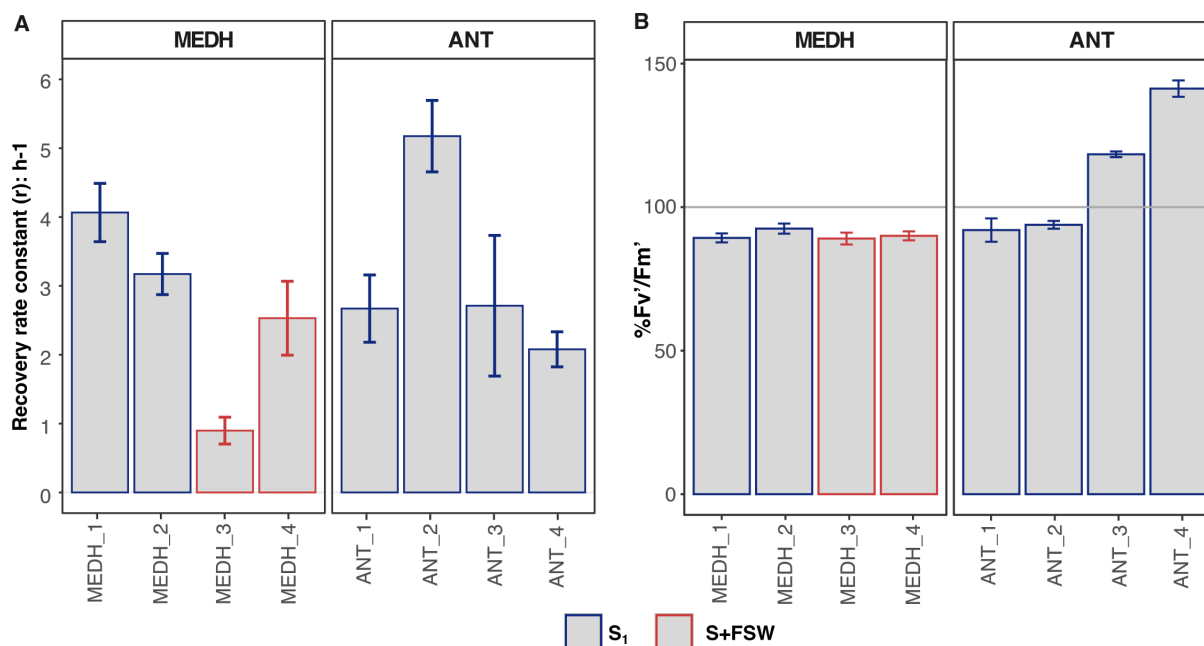 A
MEDH
ANT
Recovery rate constant (r): h-1
6
5
4
3
2
1
0
MEDH_1
MEDH_2
MEDH_3
MEDH_4
ANT_1
ANT_2
ANT_3
ANT_4
B
MEDH
ANT
%Fv'/Fm'
150
100
50
0
MEDH_1
MEDH_2
MEDH_3
MEDH_4
ANT_1
ANT_2
ANT_3
ANT_4
S₁
S+FSW